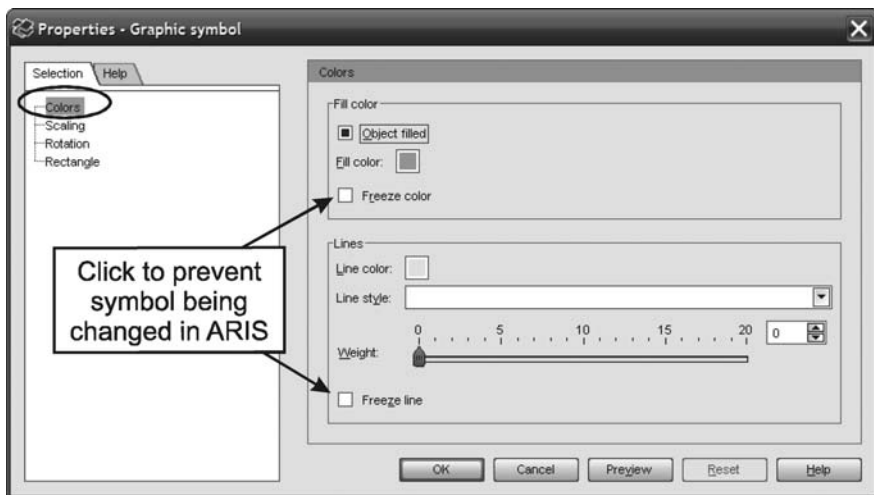 Properties - Graphic symbol
Selection
Help
Colors
Scaling
Rotation
Rectangle
Colors
Fill color
Object filled
Fill color:
Freeze color
Click to prevent
symbol being
changed in ARIS
Lines
Line color:
Line style:
Weight:
0 5 10 15 20
0
Freeze line
OK
Cancel
Preview
Reset
Help